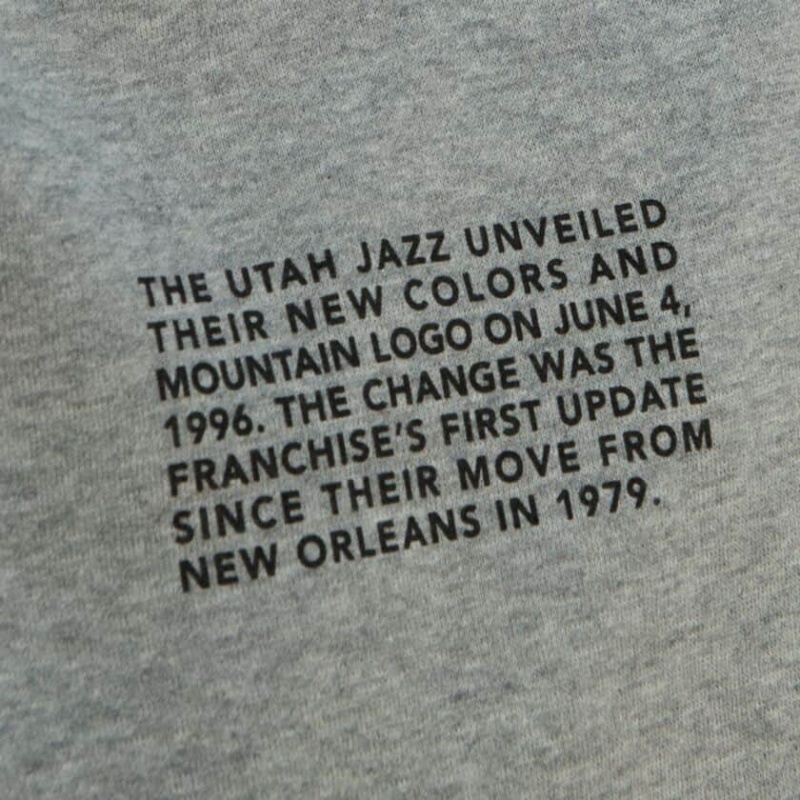 THE UTAH JAZZ UNVEILED
THEIR NEW COLORS AND
MOUNTAIN LOGO ON JUNE 4,
1996. THE CHANGE WAS THE
FRANCHISE'S FIRST UPDATE
SINCE THEIR MOVE FROM
NEW ORLEANS IN 1979.